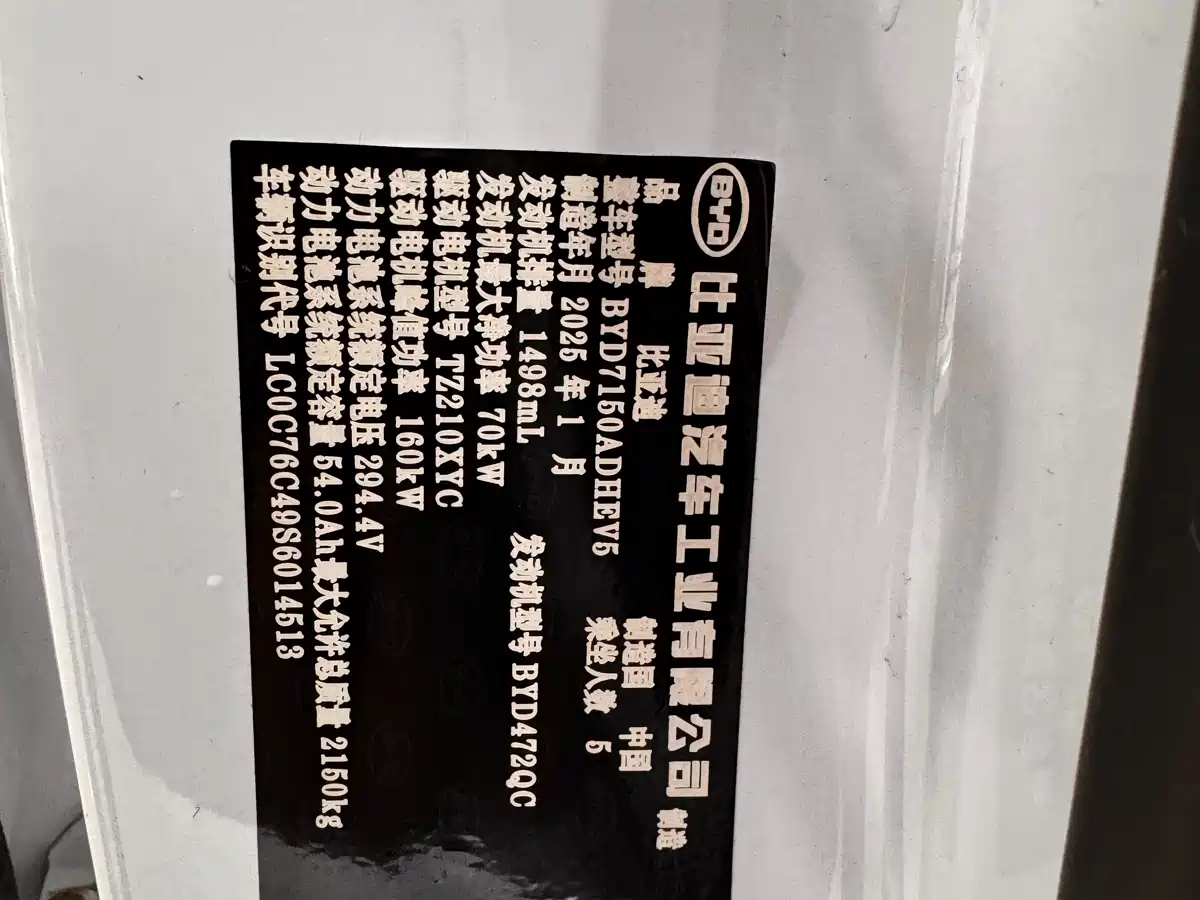 BYD 比亚迪汽车工业有限公司 制造
品牌 比亚迪 制造国 中国
整车型号 BYD7150ADHEV5 乘坐人数 5
制造年月 2025 年 1 月
发动机排量 1498mL 发动机型号 BYD472QC
发动机最大净功率 70kW
驱动电机型号 TZ210XYC
驱动电机峰值功率 160kW
动力电池系统额定电压 294.4V
动力电池系统额定容量 54.0Ah 最大允许总质量 2150kg
车辆识别代号 LC0C76C49S6014513